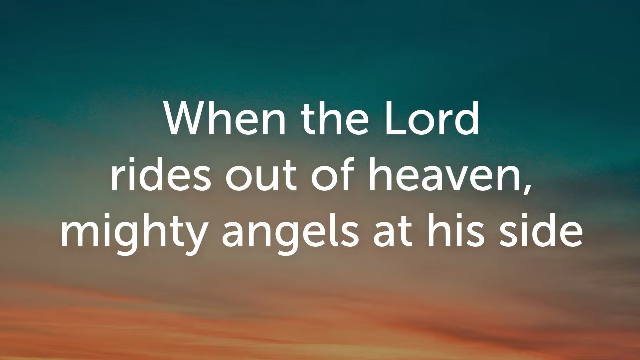 When the Lord
rides out of heaven,
mighty angels at his side